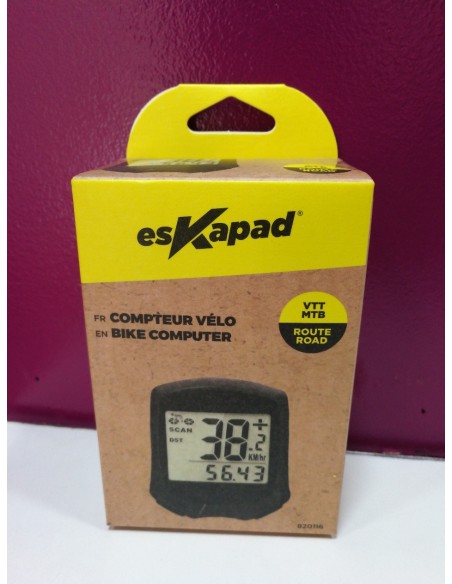 esKapad®
FR COMPTEUR VÉLO
EN BIKE COMPUTER
VTT
MTB
ROUTE
ROAD
SCAN
DST
38.2
KM/hr
56.43
820116